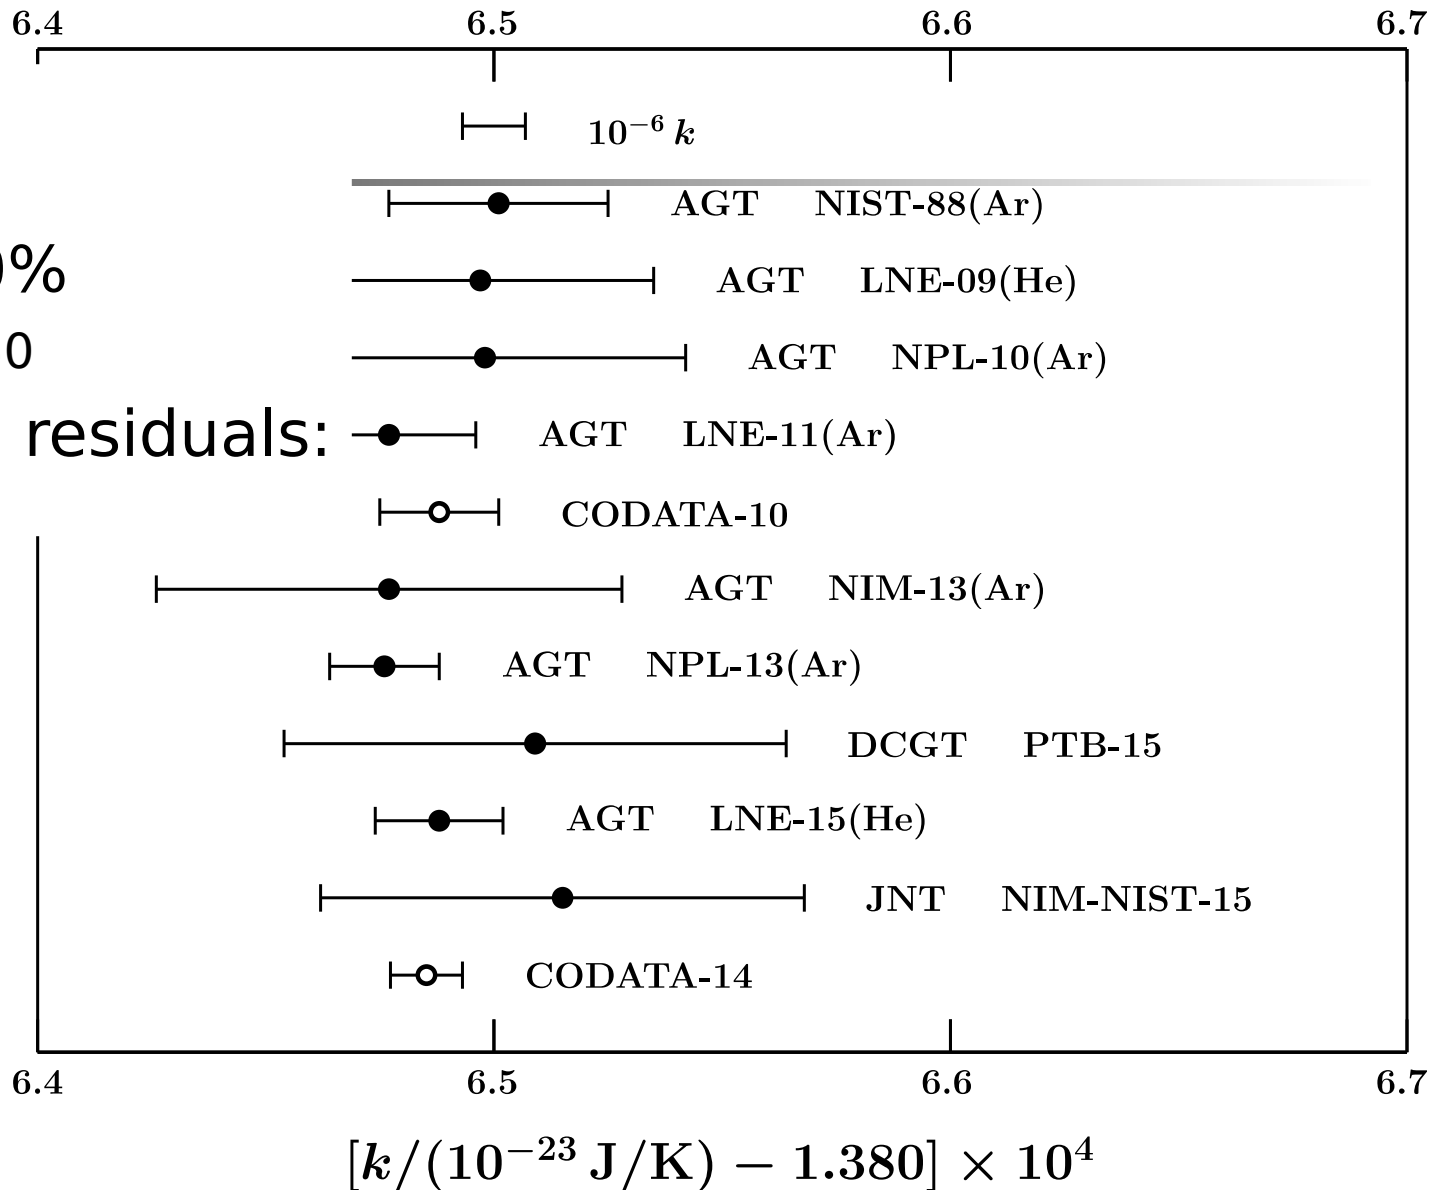 6.4 6.5 6.6 6.7
10⁻⁶ k
AGT NIST-88(Ar)
0%
AGT LNE-09(He)
0
AGT NPL-10(Ar)
residuals:
AGT LNE-11(Ar)
CODATA-10
AGT NIM-13(Ar)
AGT NPL-13(Ar)
DCGT PTB-15
AGT LNE-15(He)
JNT NIM-NIST-15
CODATA-14
6.4 6.5 6.6 6.7
[k/(10⁻²³ J/K) − 1.380] × 10⁴